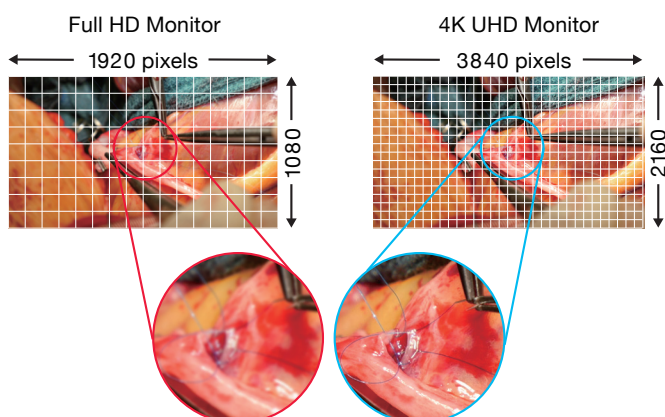 Full HD Monitor
1920 pixels
1080
4K UHD Monitor
3840 pixels
2160